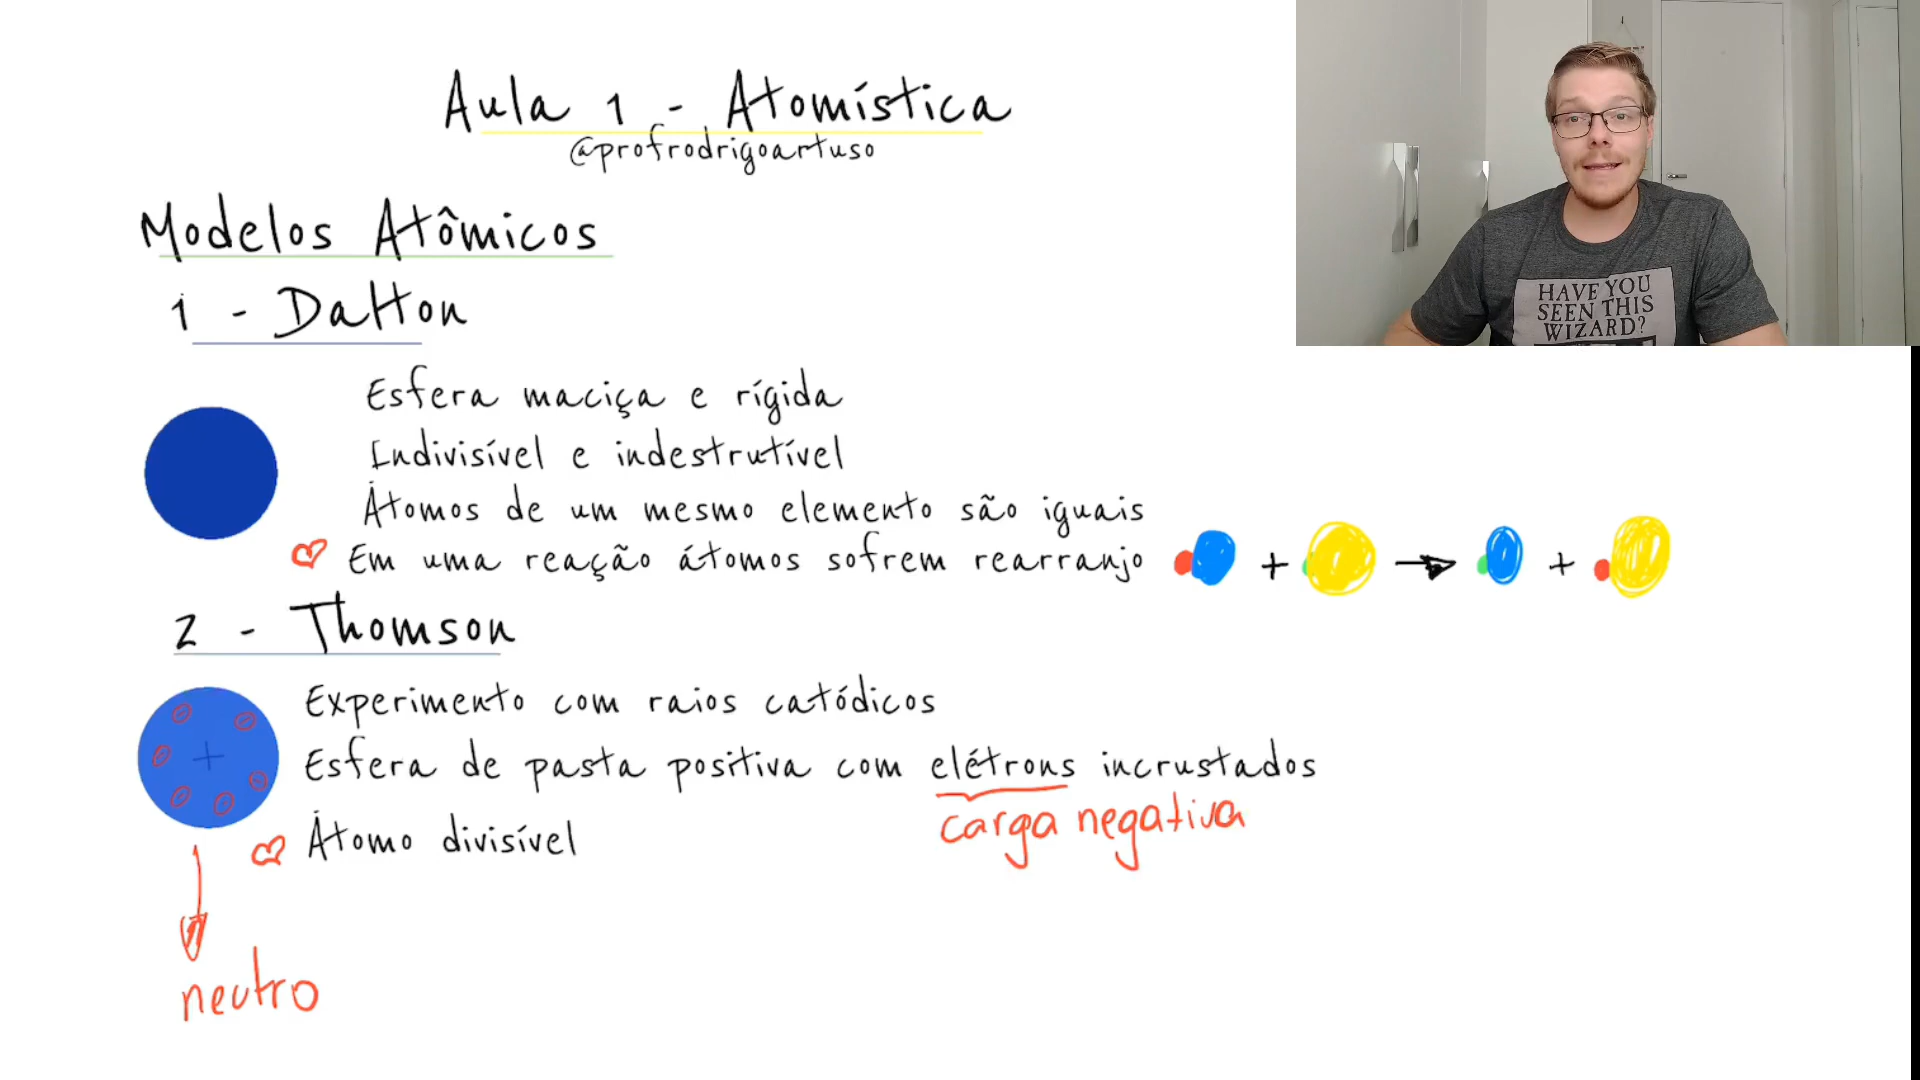 Aula 1 - Atomística
@profrodrigoartuso
Modelos Atômicos
1 - Dalton
Esfera maciça e rígida
Indivisível e indestrutível
Átomos de um mesmo elemento são iguais
Em uma reação átomos sofrem rearranjo
+ +
2 - Thomson
Experimento com raios catódicos
Esfera de pasta positiva com elétrons incrustados
carga negativa
Átomo divisível
neutro
HAVE YOU
SEEN THIS
WIZARD?